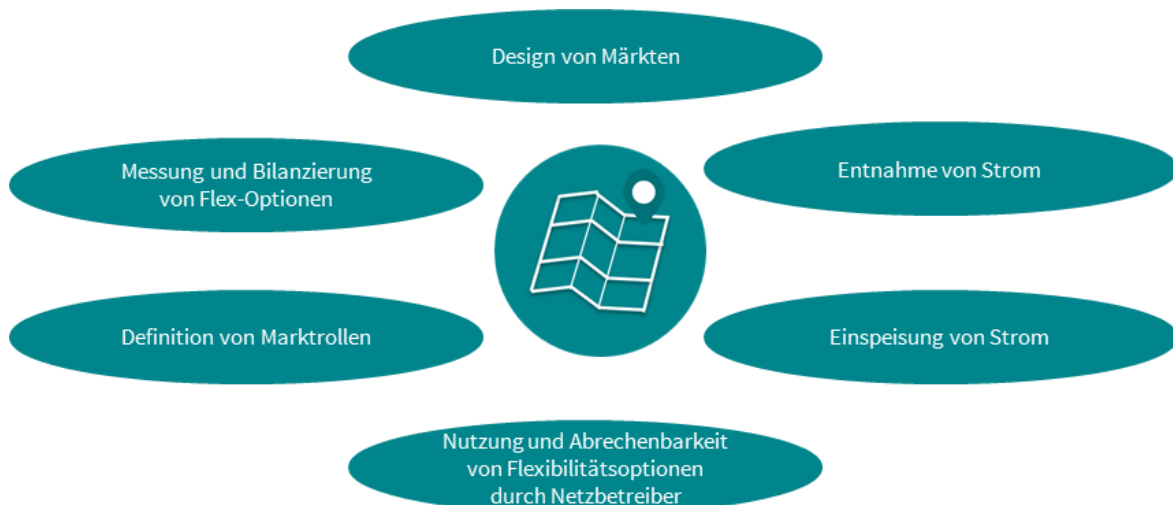 Design von Märkten
Messung und Bilanzierung
von Flex-Optionen
Entnahme von Strom
Definition von Marktrollen
Einspeisung von Strom
Nutzung und Abrechenbarkeit
von Flexibilitätsoptionen
durch Netzbetreiber